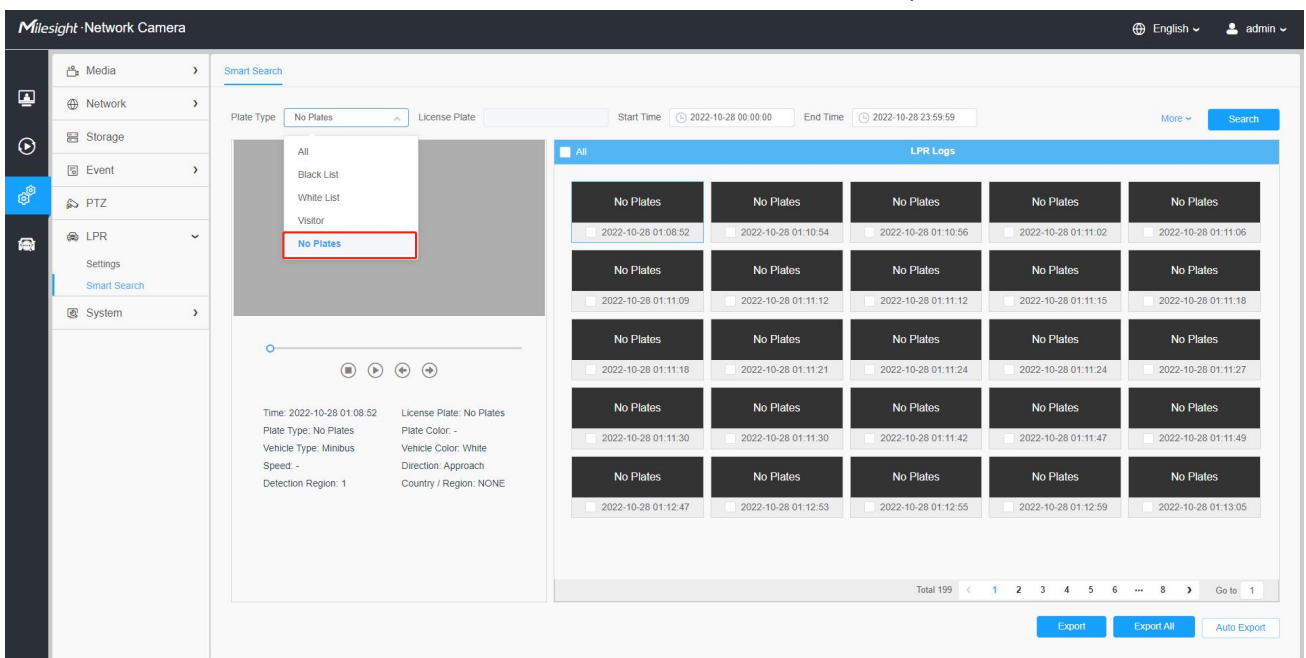 Milesight · Network Camera
English
admin
Media
Network
Storage
Event
PTZ
LPR
Settings
Smart Search
System
Smart Search
Plate Type No Plates License Plate Start Time 2022-10-28 00:00:00 End Time 2022-10-28 23:59:59 More Search
All
Black List
White List
Visitor
No Plates
Time: 2022-10-28 01:08:52 License Plate: No Plates
Plate Type: No Plates Plate Color: -
Vehicle Type: Minibus Vehicle Color: White
Speed: - Direction: Approach
Detection Region: 1 Country / Region: NONE
All LPR Logs
No Plates No Plates No Plates No Plates No Plates
2022-10-28 01:08:52 2022-10-28 01:10:54 2022-10-28 01:10:56 2022-10-28 01:11:02 2022-10-28 01:11:06
No Plates No Plates No Plates No Plates No Plates
2022-10-28 01:11:09 2022-10-28 01:11:12 2022-10-28 01:11:12 2022-10-28 01:11:15 2022-10-28 01:11:18
No Plates No Plates No Plates No Plates No Plates
2022-10-28 01:11:18 2022-10-28 01:11:21 2022-10-28 01:11:24 2022-10-28 01:11:24 2022-10-28 01:11:27
No Plates No Plates No Plates No Plates No Plates
2022-10-28 01:11:30 2022-10-28 01:11:30 2022-10-28 01:11:42 2022-10-28 01:11:47 2022-10-28 01:11:49
No Plates No Plates No Plates No Plates No Plates
2022-10-28 01:12:47 2022-10-28 01:12:53 2022-10-28 01:12:55 2022-10-28 01:12:59 2022-10-28 01:13:05
Total 199 < 1 2 3 4 5 6 ··· 8 > Go to 1
Export Export All Auto Export